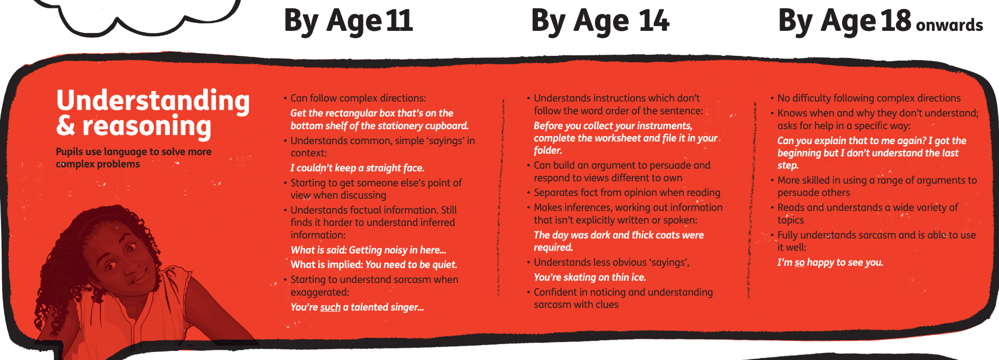 By Age 11
By Age 14
By Age 18 onwards
Understanding
& reasoning
Pupils use language to solve more
complex problems
• Can follow complex directions:
Get the rectangular box that's on the
bottom shelf of the stationery cupboard.
• Understands common, simple ‘sayings’ in
context:
I couldn't keep a straight face.
• Starting to get someone else's point of
view when discussing
• Understands factual information. Still
finds it harder to understand inferred
information:
What is said: Getting noisy in here...
What is implied: You need to be quiet.
• Starting to understand sarcasm when
exaggerated:
You're such a talented singer...
• Understands instructions which don't
follow the word order of the sentence:
Before you collect your instruments,
complete the worksheet and file it in your
folder.
• Can build an argument to persuade and
respond to views different to own
• Separates fact from opinion when reading
• Makes inferences, working out information
that isn't explicitly written or spoken:
The day was dark and thick coats were
required.
• Understands less obvious ‘sayings’,
You're skating on thin ice.
• Confident in noticing and understanding
sarcasm with clues
• No difficulty following complex directions
• Knows when and why they don't understand;
asks for help in a specific way:
Can you explain that to me again? I got the
beginning but I don't understand the last
step.
• More skilled in using a range of arguments to
persuade others
• Reads and understands a wide variety of
topics
• Fully understands sarcasm and is able to use
it well:
I'm so happy to see you.